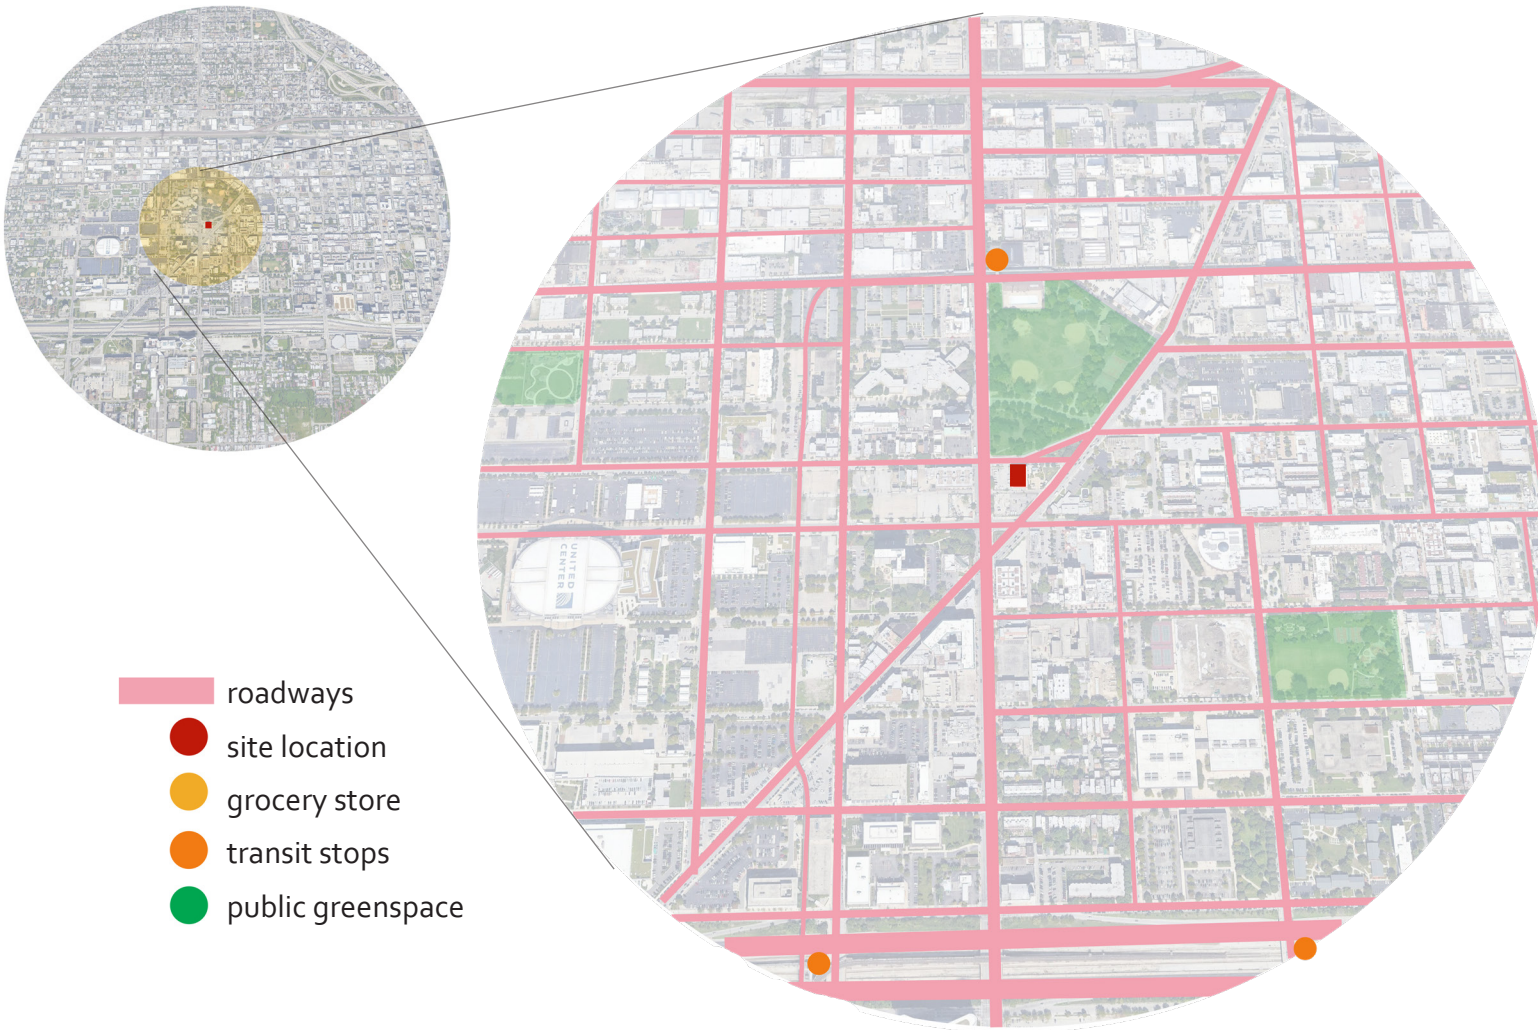 UNITED
CENTER
roadways
site location
grocery store
transit stops
public greenspace